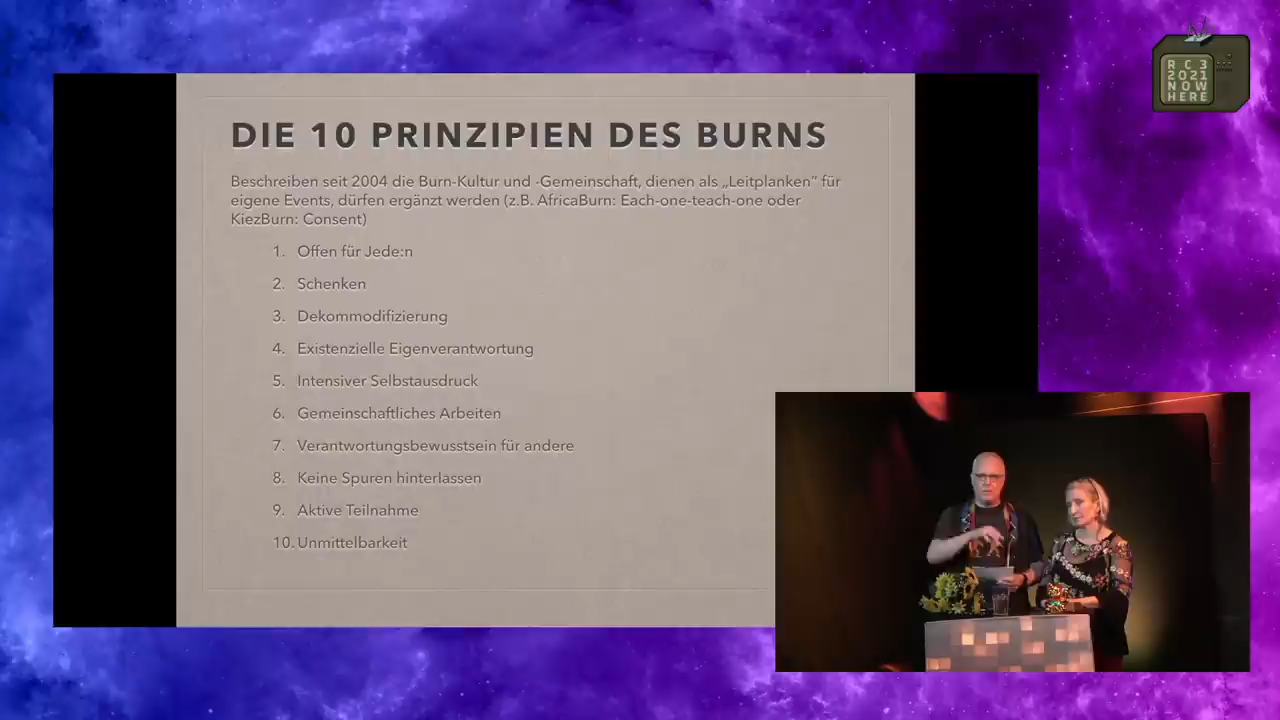 DIE 10 PRINZIPIEN DES BURNS
Beschreiben seit 2004 die Burn-Kultur und -Gemeinschaft, dienen als „Leitplanken“ für
eigene Events, dürfen ergänzt werden (z.B. AfricaBurn: Each-one-teach-one oder
KiezBurn: Consent)
1. Offen für Jede:n
2. Schenken
3. Dekommodifizierung
4. Existenzielle Eigenverantwortung
5. Intensiver Selbstausdruck
6. Gemeinschaftliches Arbeiten
7. Verantwortungsbewusstsein für andere
8. Keine Spuren hinterlassen
9. Aktive Teilnahme
10. Unmittelbarkeit
RC3
2021
NOW
HERE